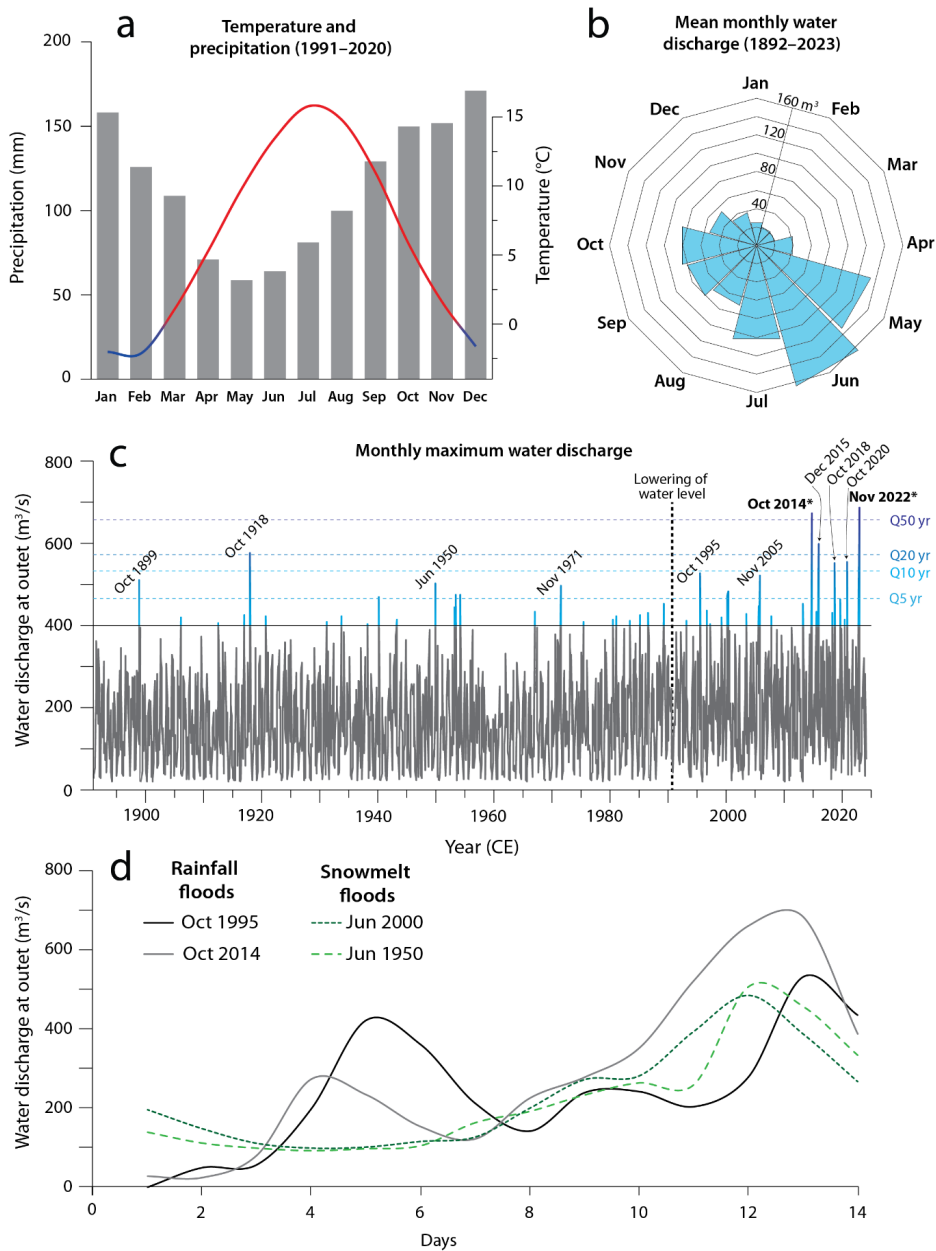 a
Temperature and
precipitation (1991–2020)
Precipitation (mm)
200
150
100
50
0
15
10
5
0
Temperature (°C)
Jan Feb Mar Apr May Jun Jul Aug Sep Oct Nov Dec
b
Mean monthly water
discharge (1892–2023)
Jan
Feb
Mar
Apr
May
Jun
Jul
Aug
Sep
Oct
Nov
Dec
160 m³
120
80
40
c
Monthly maximum water discharge
Water discharge at outet (m³/s)
800
600
400
200
0
Oct 1899
Oct 1918
Jun 1950
Nov 1971
Lowering of
water level
Oct 1995
Nov 2005
Oct 2014*
Dec 2015
Oct 2018
Oct 2020
Nov 2022*
Q50 yr
Q20 yr
Q10 yr
Q5 yr
1900 1920 1940 1960 1980 2000 2020
Year (CE)
d
Water discharge at outet (m³/s)
800
600
400
200
0
Rainfall
floods
Oct 1995
Oct 2014
Snowmelt
floods
Jun 2000
Jun 1950
0 2 4 6 8 10 12 14
Days